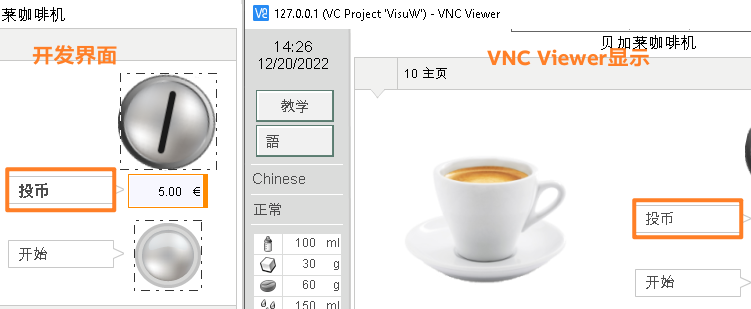 莱咖啡机
开发界面
5.00 €
投币
开始
127.0.0.1 (VC Project 'VisuW') - VNC Viewer
14:26
12/20/2022
教学
語
Chinese
正常
100 ml
30 g
60 g
150 ml
贝加莱咖啡机
VNC Viewer显示
10 主页
投币
开始